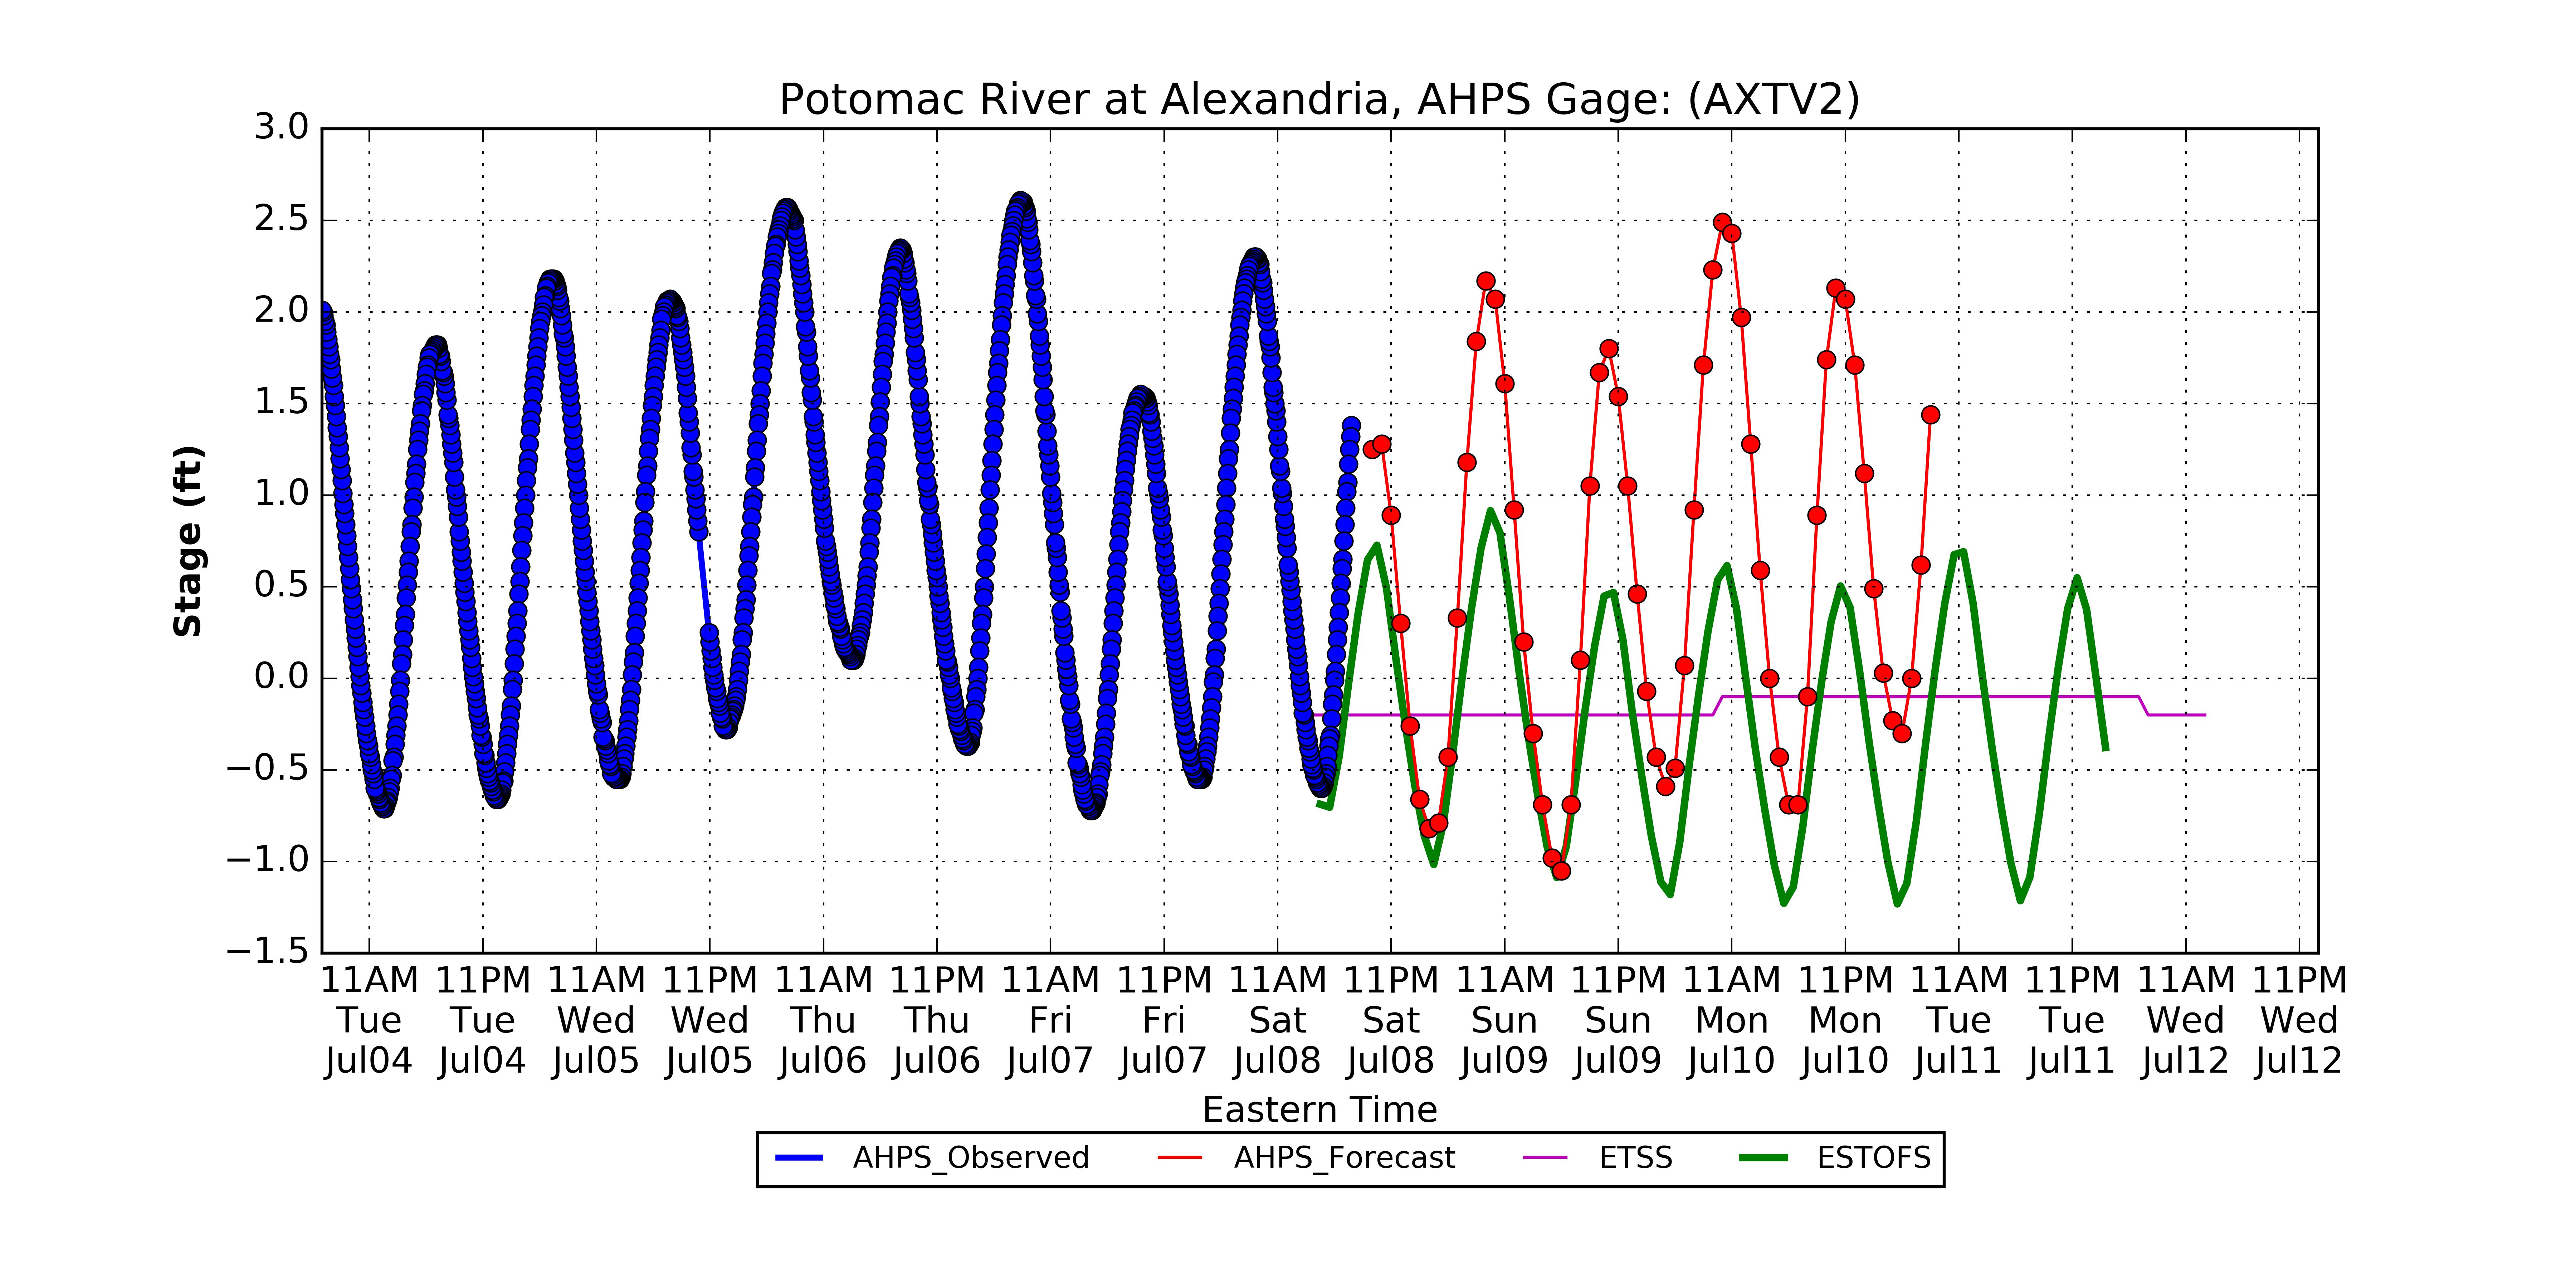 Potomac River at Alexandria, AHPS Gage: (AXTV2)
3.0
2.5
2.0
1.5
1.0
0.5
0.0
−0.5
−1.0
−1.5
Stage (ft)
11AM 11PM 11AM 11PM 11AM 11PM 11AM 11PM 11AM 11PM 11AM 11PM 11AM 11PM 11AM 11PM 11AM 11PM
Tue Tue Wed Wed Thu Thu Fri Fri Sat Sat Sun Sun Mon Mon Tue Tue Wed Wed
Jul04 Jul04 Jul05 Jul05 Jul06 Jul06 Jul07 Jul07 Jul08 Jul08 Jul09 Jul09 Jul10 Jul10 Jul11 Jul11 Jul12 Jul12
Eastern Time
AHPS_Observed AHPS_Forecast ETSS ESTOFS